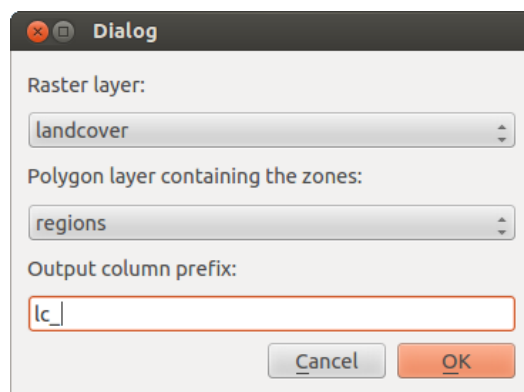 Dialog
Raster layer:
landcover
Polygon layer containing the zones:
regions
Output column prefix:
lc_
Cancel OK